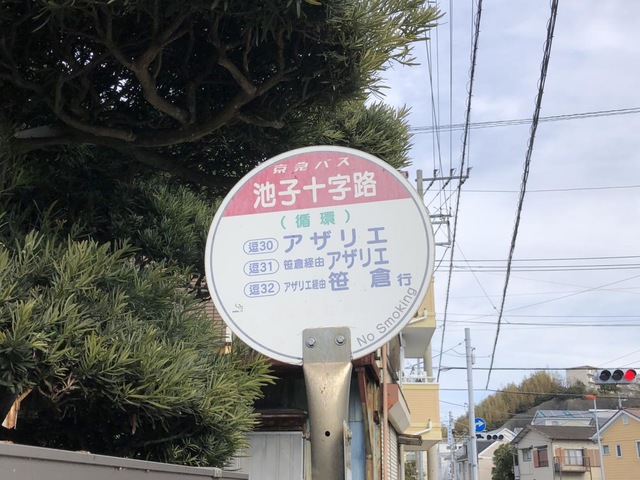 京急バス
池子十字路
(循環)
逗30 アザリエ
逗31 笹倉経由アザリエ
逗32 アザリエ経由 笹倉行
No Smoking